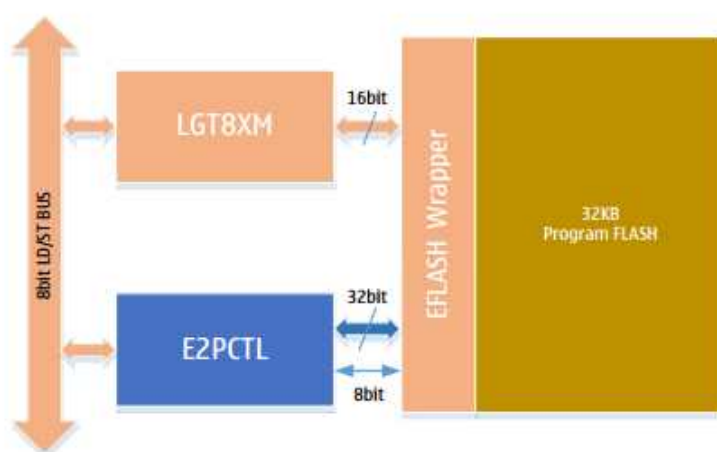 8bit LD/ST BUS
LGT8XM
16bit
EFLASH Wrapper
32KB
Program FLASH
E2PCTL
32bit
8bit